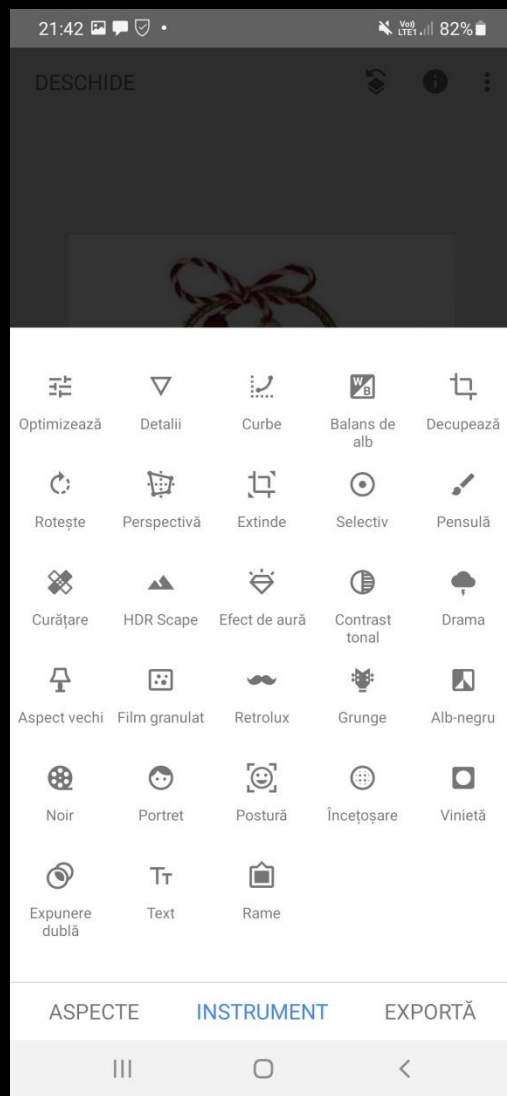 21:42
Vo))
LTE1 82%
DESCHIDE
Optimizează Detalii Curbe Balans de alb Decupează
Rotește Perspectivă Extinde Selectiv Pensulă
Curățare HDR Scape Efect de aură Contrast tonal Drama
Aspect vechi Film granulat Retrolux Grunge Alb-negru
Noir Portret Postură Încețoșare Vinietă
Expunere dublă Text Rame
ASPECTE INSTRUMENT EXPORTĂ